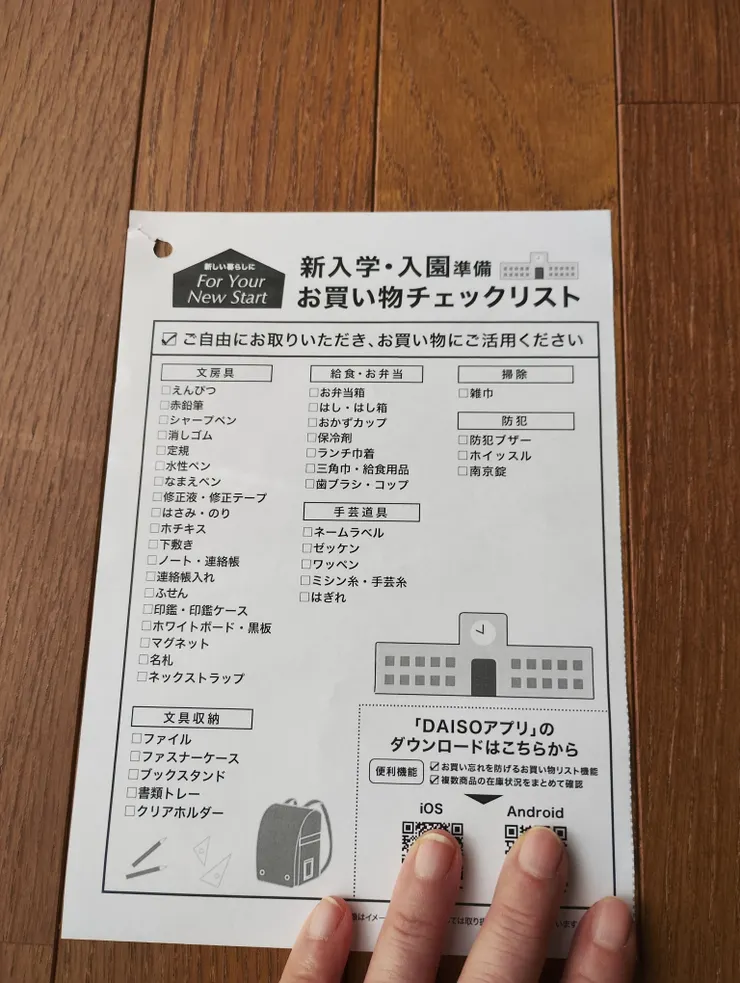 新しい暮らしに
For Your
New Start
新入学・入園準備
お買い物チェックリスト
☑ ご自由にお取りいただき、お買い物にご活用ください
文房具
□えんぴつ
□赤鉛筆
□シャープペン
□消しゴム
□定規
□水性ペン
□なまえペン
□修正液・修正テープ
□はさみ・のり
□ホチキス
□下敷き
□ノート・連絡帳
□連絡帳入れ
□ふせん
□印鑑・印鑑ケース
□ホワイトボード・黒板
□マグネット
□名札
□ネックストラップ
文具収納
□ファイル
□ファスナーケース
□ブックスタンド
□書類トレー
□クリアホルダー
給食・お弁当
□お弁当箱
□はし・はし箱
□おかずカップ
□保冷剤
□ランチ巾着
□三角巾・給食用品
□歯ブラシ・コップ
手芸道具
□ネームラベル
□ゼッケン
□ワッペン
□ミシン糸・手芸糸
□はぎれ
掃除
□雑巾
防犯
□防犯ブザー
□ホイッスル
□南京錠
「DAISOアプリ」の
ダウンロードはこちらから
便利機能
☑お買い忘れを防げるお買い物リスト機能
☑複数商品の在庫状況をまとめて確認
iOS
Android